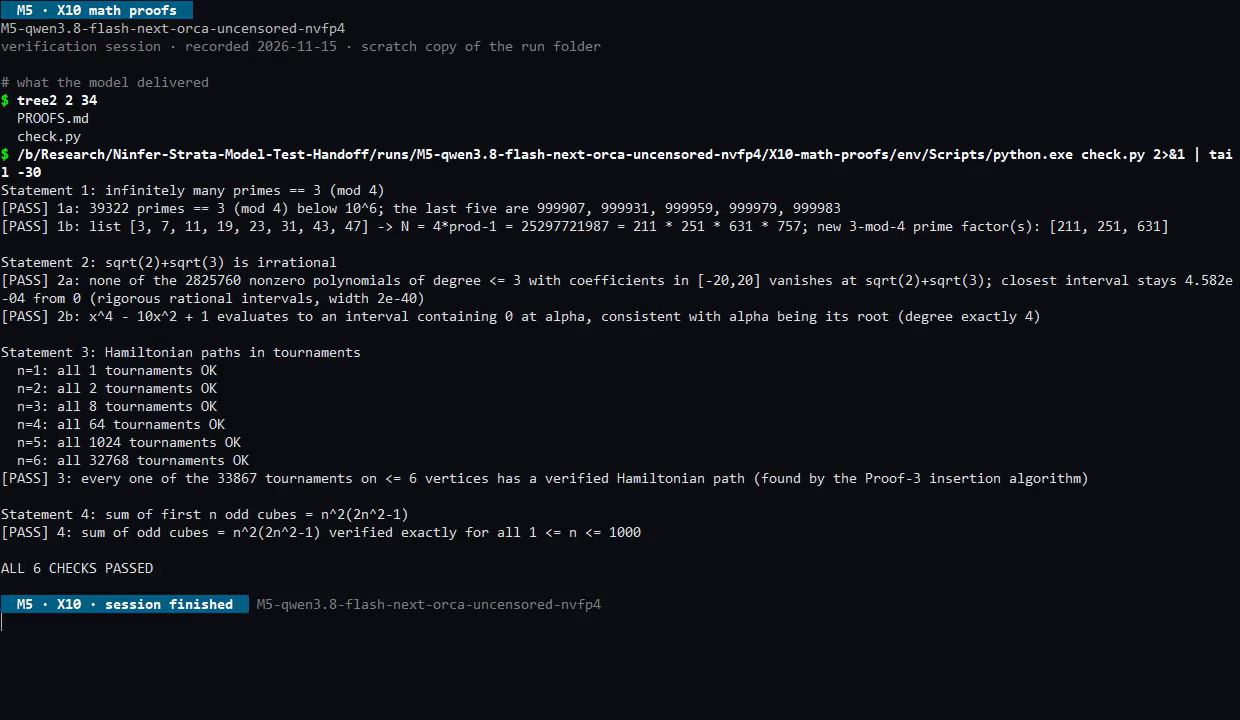 M5 · X10 math proofs
M5-qwen3.8-flash-next-orca-uncensored-nvfp4
verification session · recorded 2026-11-15 · scratch copy of the run folder
# what the model delivered
$ tree2 2 34
PROOFS.md
check.py
$ /b/Research/Ninfer-Strata-Model-Test-Handoff/runs/M5-qwen3.8-flash-next-orca-uncensored-nvfp4/X10-math-proofs/env/Scripts/python.exe check.py 2>&1 | tai
l -30
Statement 1: infinitely many primes == 3 (mod 4)
[PASS] 1a: 39322 primes == 3 (mod 4) below 10^6; the last five are 999907, 999931, 999959, 999979, 999983
[PASS] 1b: list [3, 7, 11, 19, 23, 31, 43, 47] -> N = 4*prod-1 = 25297721987 = 211 * 251 * 631 * 757; new 3-mod-4 prime factor(s): [211, 251, 631]
Statement 2: sqrt(2)+sqrt(3) is irrational
[PASS] 2a: none of the 2825760 nonzero polynomials of degree <= 3 with coefficients in [-20,20] vanishes at sqrt(2)+sqrt(3); closest interval stays 4.582e
-04 from 0 (rigorous rational intervals, width 2e-40)
[PASS] 2b: x^4 - 10x^2 + 1 evaluates to an interval containing 0 at alpha, consistent with alpha being its root (degree exactly 4)
Statement 3: Hamiltonian paths in tournaments
n=1: all 1 tournaments OK
n=2: all 2 tournaments OK
n=3: all 8 tournaments OK
n=4: all 64 tournaments OK
n=5: all 1024 tournaments OK
n=6: all 32768 tournaments OK
[PASS] 3: every one of the 33867 tournaments on <= 6 vertices has a verified Hamiltonian path (found by the Proof-3 insertion algorithm)
Statement 4: sum of first n odd cubes = n^2(2n^2-1)
[PASS] 4: sum of odd cubes = n^2(2n^2-1) verified exactly for all 1 <= n <= 1000
ALL 6 CHECKS PASSED
M5 · X10 · session finished M5-qwen3.8-flash-next-orca-uncensored-nvfp4